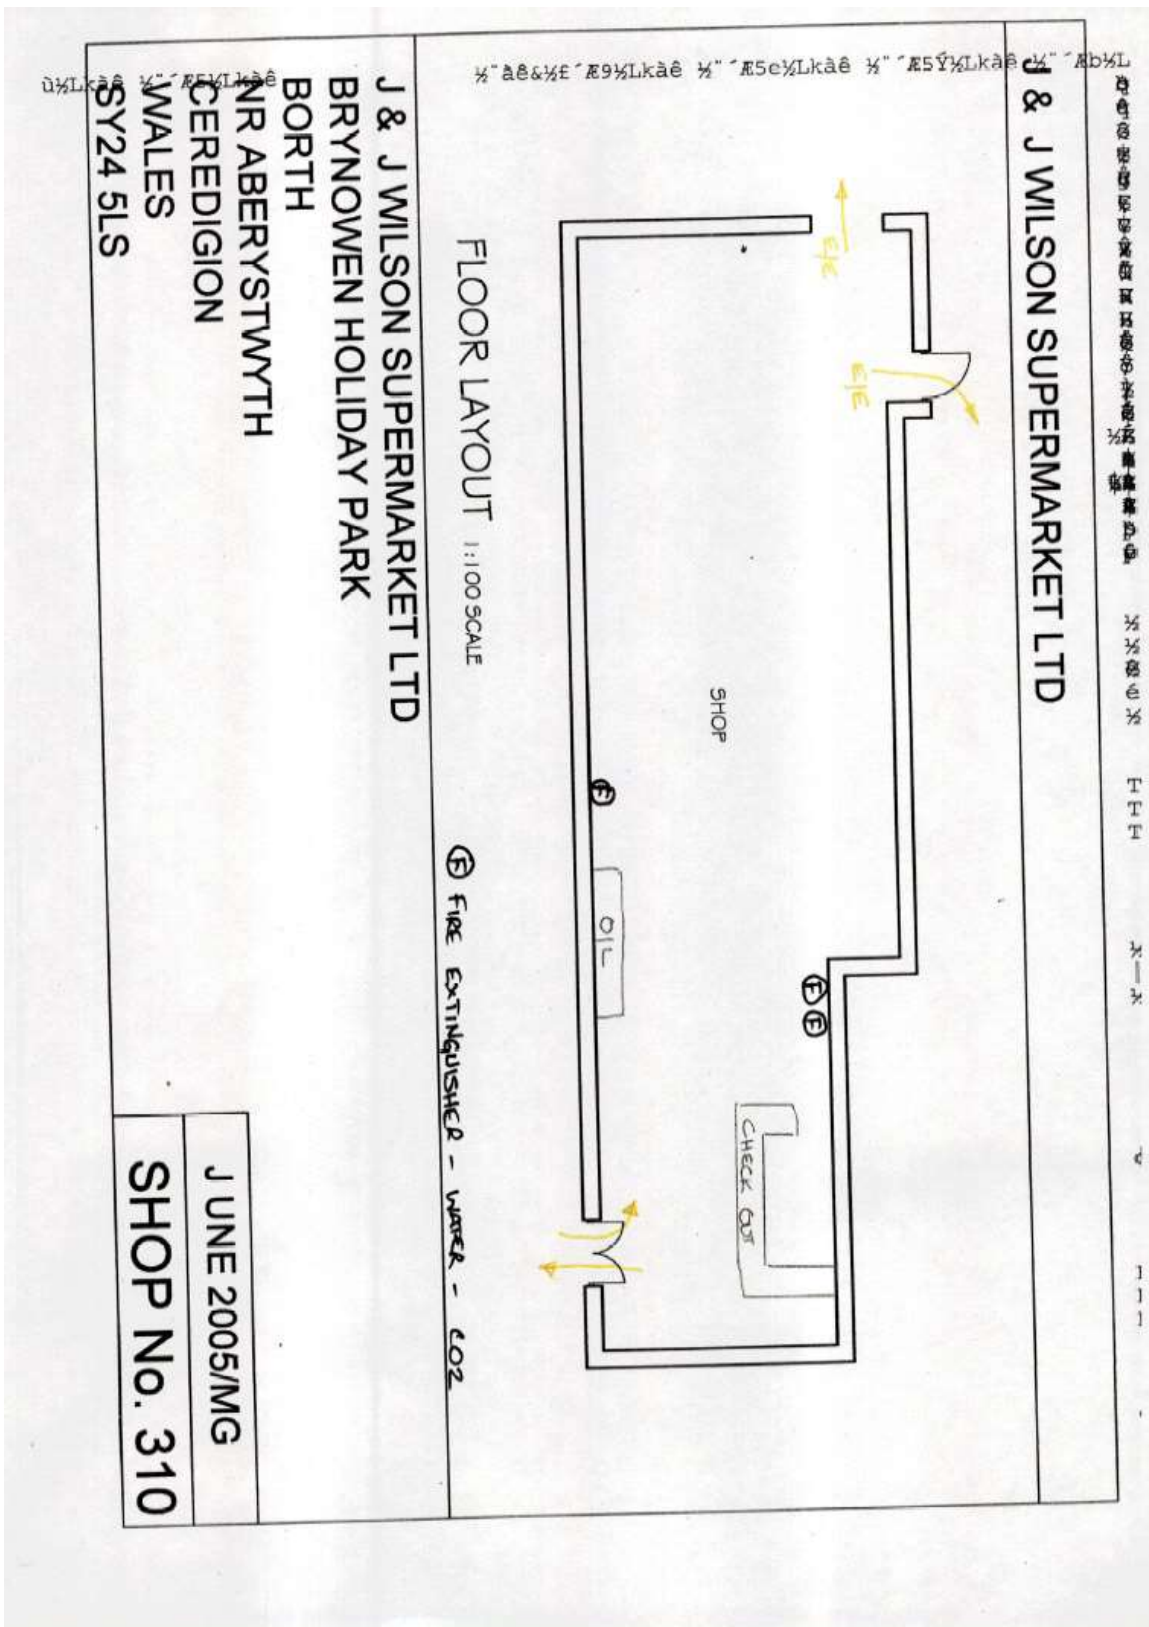 J & J WILSON SUPERMARKET LTD
E/E
E/E
SHOP
F
OIL
F F
CHECK OUT
FLOOR LAYOUT 1:100 SCALE
F FIRE EXTINGUISHER - WATER - CO2
J & J WILSON SUPERMARKET LTD
BRYNOWEN HOLIDAY PARK
BORTH
NR ABERYSTWYTH
CEREDIGION
WALES
SY24 5LS
J UNE 2005/MG
SHOP No. 310